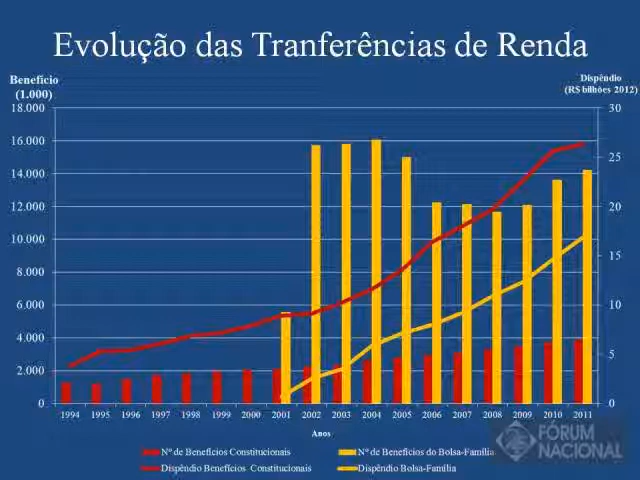 Evolução das Tranferências de Renda
Benefício
(1.000)
Dispêndio
(R$ bilhões 2012)
18.000
16.000
14.000
12.000
10.000
8.000
6.000
4.000
2.000
0
30
25
20
15
10
5
0
1994 1995 1996 1997 1998 1999 2000 2001 2002 2003 2004 2005 2006 2007 2008 2009 2010 2011
Anos
Nº de Benefícios Constitucionais
Nº de Benefícios do Bolsa-Família
Dispêndio Benefícios Constitucionais
Dispêndio Bolsa-Família
FÓRUM
NACIONAL